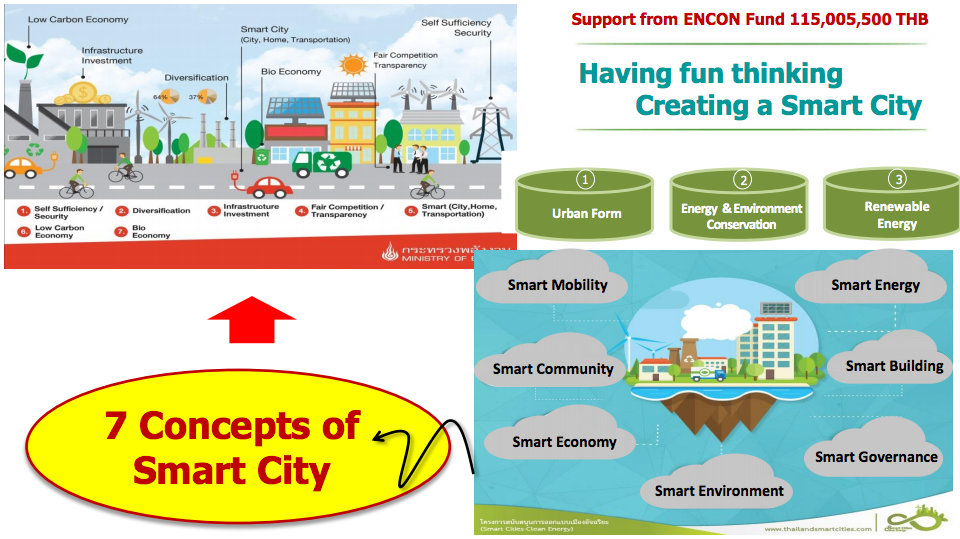 Low Carbon Economy
Infrastructure
Investment
Diversification
64%
37%
Smart City
(City, Home, Transportation)
Bio Economy
Fair Competition
Transparency
Self Sufficiency
Security
1. Self Sufficiency /
Security
2. Diversification
3. Infrastructure
Investment
4. Fair Competition /
Transparency
5. Smart (City,Home,
Transportation)
6. Low Carbon
Economy
7. Bio
Economy
กระทรวงพลังงาน
MINISTRY OF
Support from ENCON Fund 115,005,500 THB
Having fun thinking
Creating a Smart City
1
Urban Form
2
Energy & Environment
Conservation
3
Renewable
Energy
7 Concepts of
Smart City
Smart Mobility
Smart Energy
Smart Community
Smart Building
Smart Economy
Smart Governance
Smart Environment
โครงการสนับสนุนการออกแบบเมืองอัจฉริยะ
(Smart Cities-Clean Energy)
www.thailandsmartcities.com